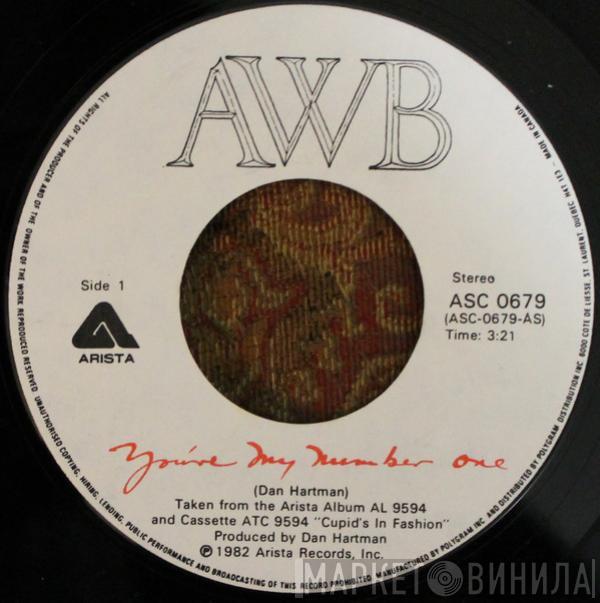 AWB
Side 1
ARISTA
Stereo
ASC 0679
(ASC-0679-AS)
Time: 3:21
You're My Number one
(Dan Hartman)
Taken from the Arista Album AL 9594
and Cassette ATC 9594 "Cupid's In Fashion"
Produced by Dan Hartman
℗ 1982 Arista Records, Inc.
ALL RIGHTS OF THE PRODUCER AND OF THE OWNER OF THE WORK REPRODUCED RESERVED. UNAUTHORISED COPYING, HIRING, LENDING, PUBLIC PERFORMANCE AND BROADCASTING OF THIS RECORD PROHIBITED. MANUFACTURED BY POLYGRAM INC AND DISTRIBUTED BY POLYGRAM DISTRIBUTION INC 6000 COTE DE LIESSE, ST LAURENT, QUEBEC H4T 1E3 – MADE IN CANADA
МАРКЕТ ВИНИЛА